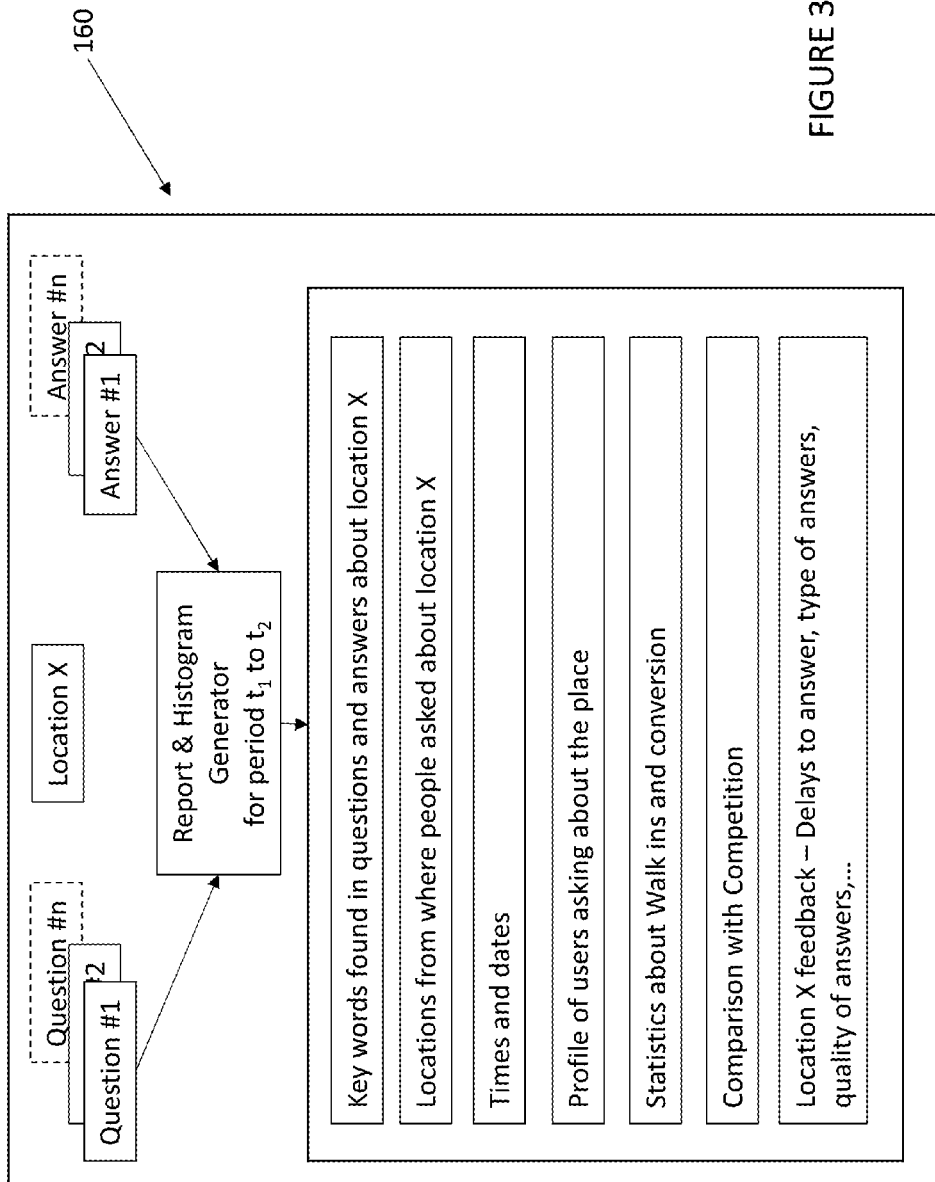 160
Location X
Question #n
#2
Question #1
Answer #n
2
Answer #1
Report & Histogram
Generator
for period t₁ to t₂
Key words found in questions and answers about location X
Locations from where people asked about location X
Times and dates
Profile of users asking about the place
Statistics about Walk ins and conversion
Comparison with Competition
Location X feedback – Delays to answer, type of answers,
quality of answers,...
FIGURE 3